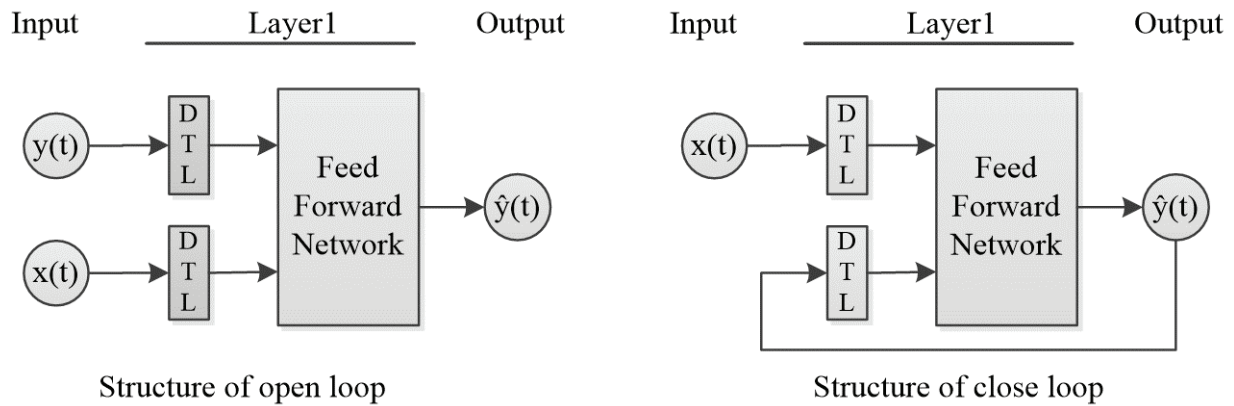 Input Layer1 Output
y(t)
D
T
L
x(t)
D
T
L
Feed
Forward
Network
ŷ(t)
Structure of open loop
Input Layer1 Output
x(t)
D
T
L
D
T
L
Feed
Forward
Network
ŷ(t)
Structure of close loop